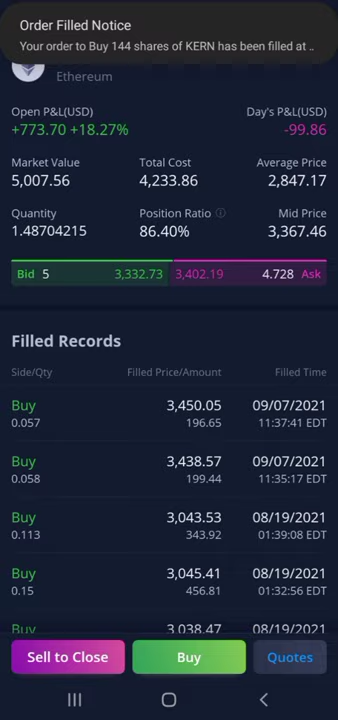 Order Filled Notice
Your order to Buy 144 shares of KERN has been filled at ..
Ethereum
Open P&L(USD) Day's P&L(USD)
+773.70 +18.27% -99.86
Market Value Total Cost Average Price
5,007.56 4,233.86 2,847.17
Quantity Position Ratio ⓘ Mid Price
1.48704215 86.40% 3,367.46
Bid 5 3,332.73 3,402.19 4.728 Ask
Filled Records
Side/Qty Filled Price/Amount Filled Time
Buy 3,450.05 09/07/2021
0.057 196.65 11:37:41 EDT
Buy 3,438.57 09/07/2021
0.058 199.44 11:35:17 EDT
Buy 3,043.53 08/19/2021
0.113 343.92 01:39:08 EDT
Buy 3,045.41 08/19/2021
0.15 456.81 01:32:56 EDT
Buy 3,038.47 08/19/2021
Sell to Close Buy Quotes